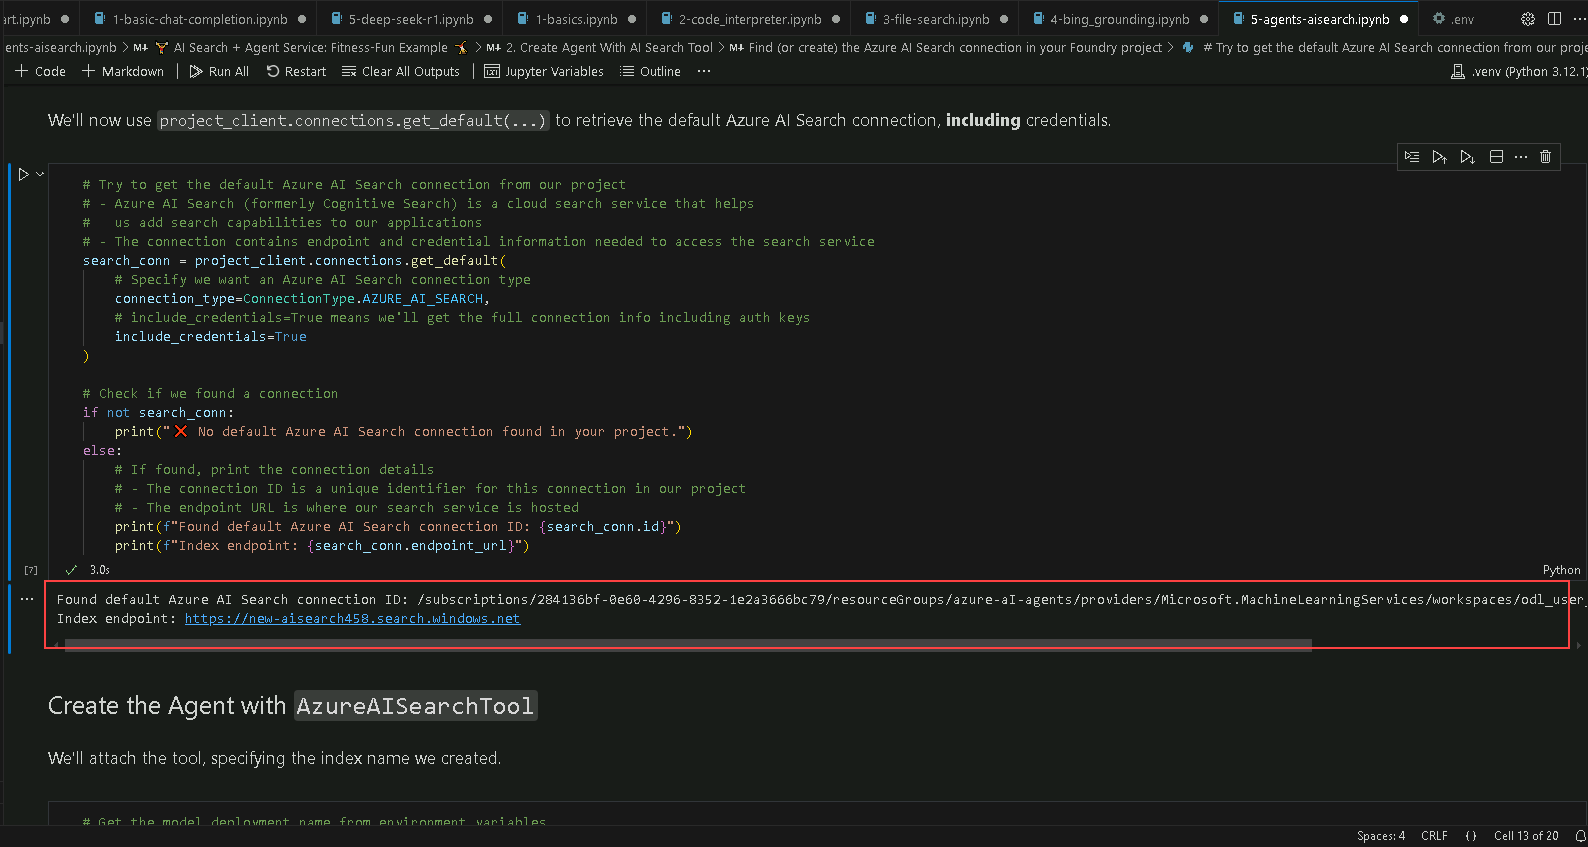 art.ipynb
1-basic-chat-completion.ipynb
5-deep-seek-r1.ipynb
1-basics.ipynb
2-code_interpreter.ipynb
3-file-search.ipynb
4-bing_grounding.ipynb
5-agents-aisearch.ipynb
.env
ents-aisearch.ipynb > M↓ 🏋 AI Search + Agent Service: Fitness-Fun Example 🤸 > M↓ 2. Create Agent With AI Search Tool > M↓ Find (or create) the Azure AI Search connection in your Foundry project > # Try to get the default Azure AI Search connection from our proje
+ Code + Markdown | Run All Restart Clear All Outputs | Jupyter Variables Outline ···
.venv (Python 3.12.1)
We'll now use project_client.connections.get_default(...) to retrieve the default Azure AI Search connection, including credentials.
# Try to get the default Azure AI Search connection from our project
# - Azure AI Search (formerly Cognitive Search) is a cloud search service that helps
#   us add search capabilities to our applications
# - The connection contains endpoint and credential information needed to access the search service
search_conn = project_client.connections.get_default(
    # Specify we want an Azure AI Search connection type
    connection_type=ConnectionType.AZURE_AI_SEARCH,
    # include_credentials=True means we'll get the full connection info including auth keys
    include_credentials=True
)
# Check if we found a connection
if not search_conn:
    print("❌ No default Azure AI Search connection found in your project.")
else:
    # If found, print the connection details
    # - The connection ID is a unique identifier for this connection in our project
    # - The endpoint URL is where our search service is hosted
    print(f"Found default Azure AI Search connection ID: {search_conn.id}")
    print(f"Index endpoint: {search_conn.endpoint_url}")
[7]
3.0s
Python
Found default Azure AI Search connection ID: /subscriptions/284136bf-0e60-4296-8352-1e2a3666bc79/resourceGroups/azure-aI-agents/providers/Microsoft.MachineLearningServices/workspaces/odl_user_
Index endpoint: https://new-aisearch458.search.windows.net
Create the Agent with AzureAISearchTool
We'll attach the tool, specifying the index name we created.
# Get the model deployment name from environment variables
Spaces: 4 CRLF {} Cell 13 of 20